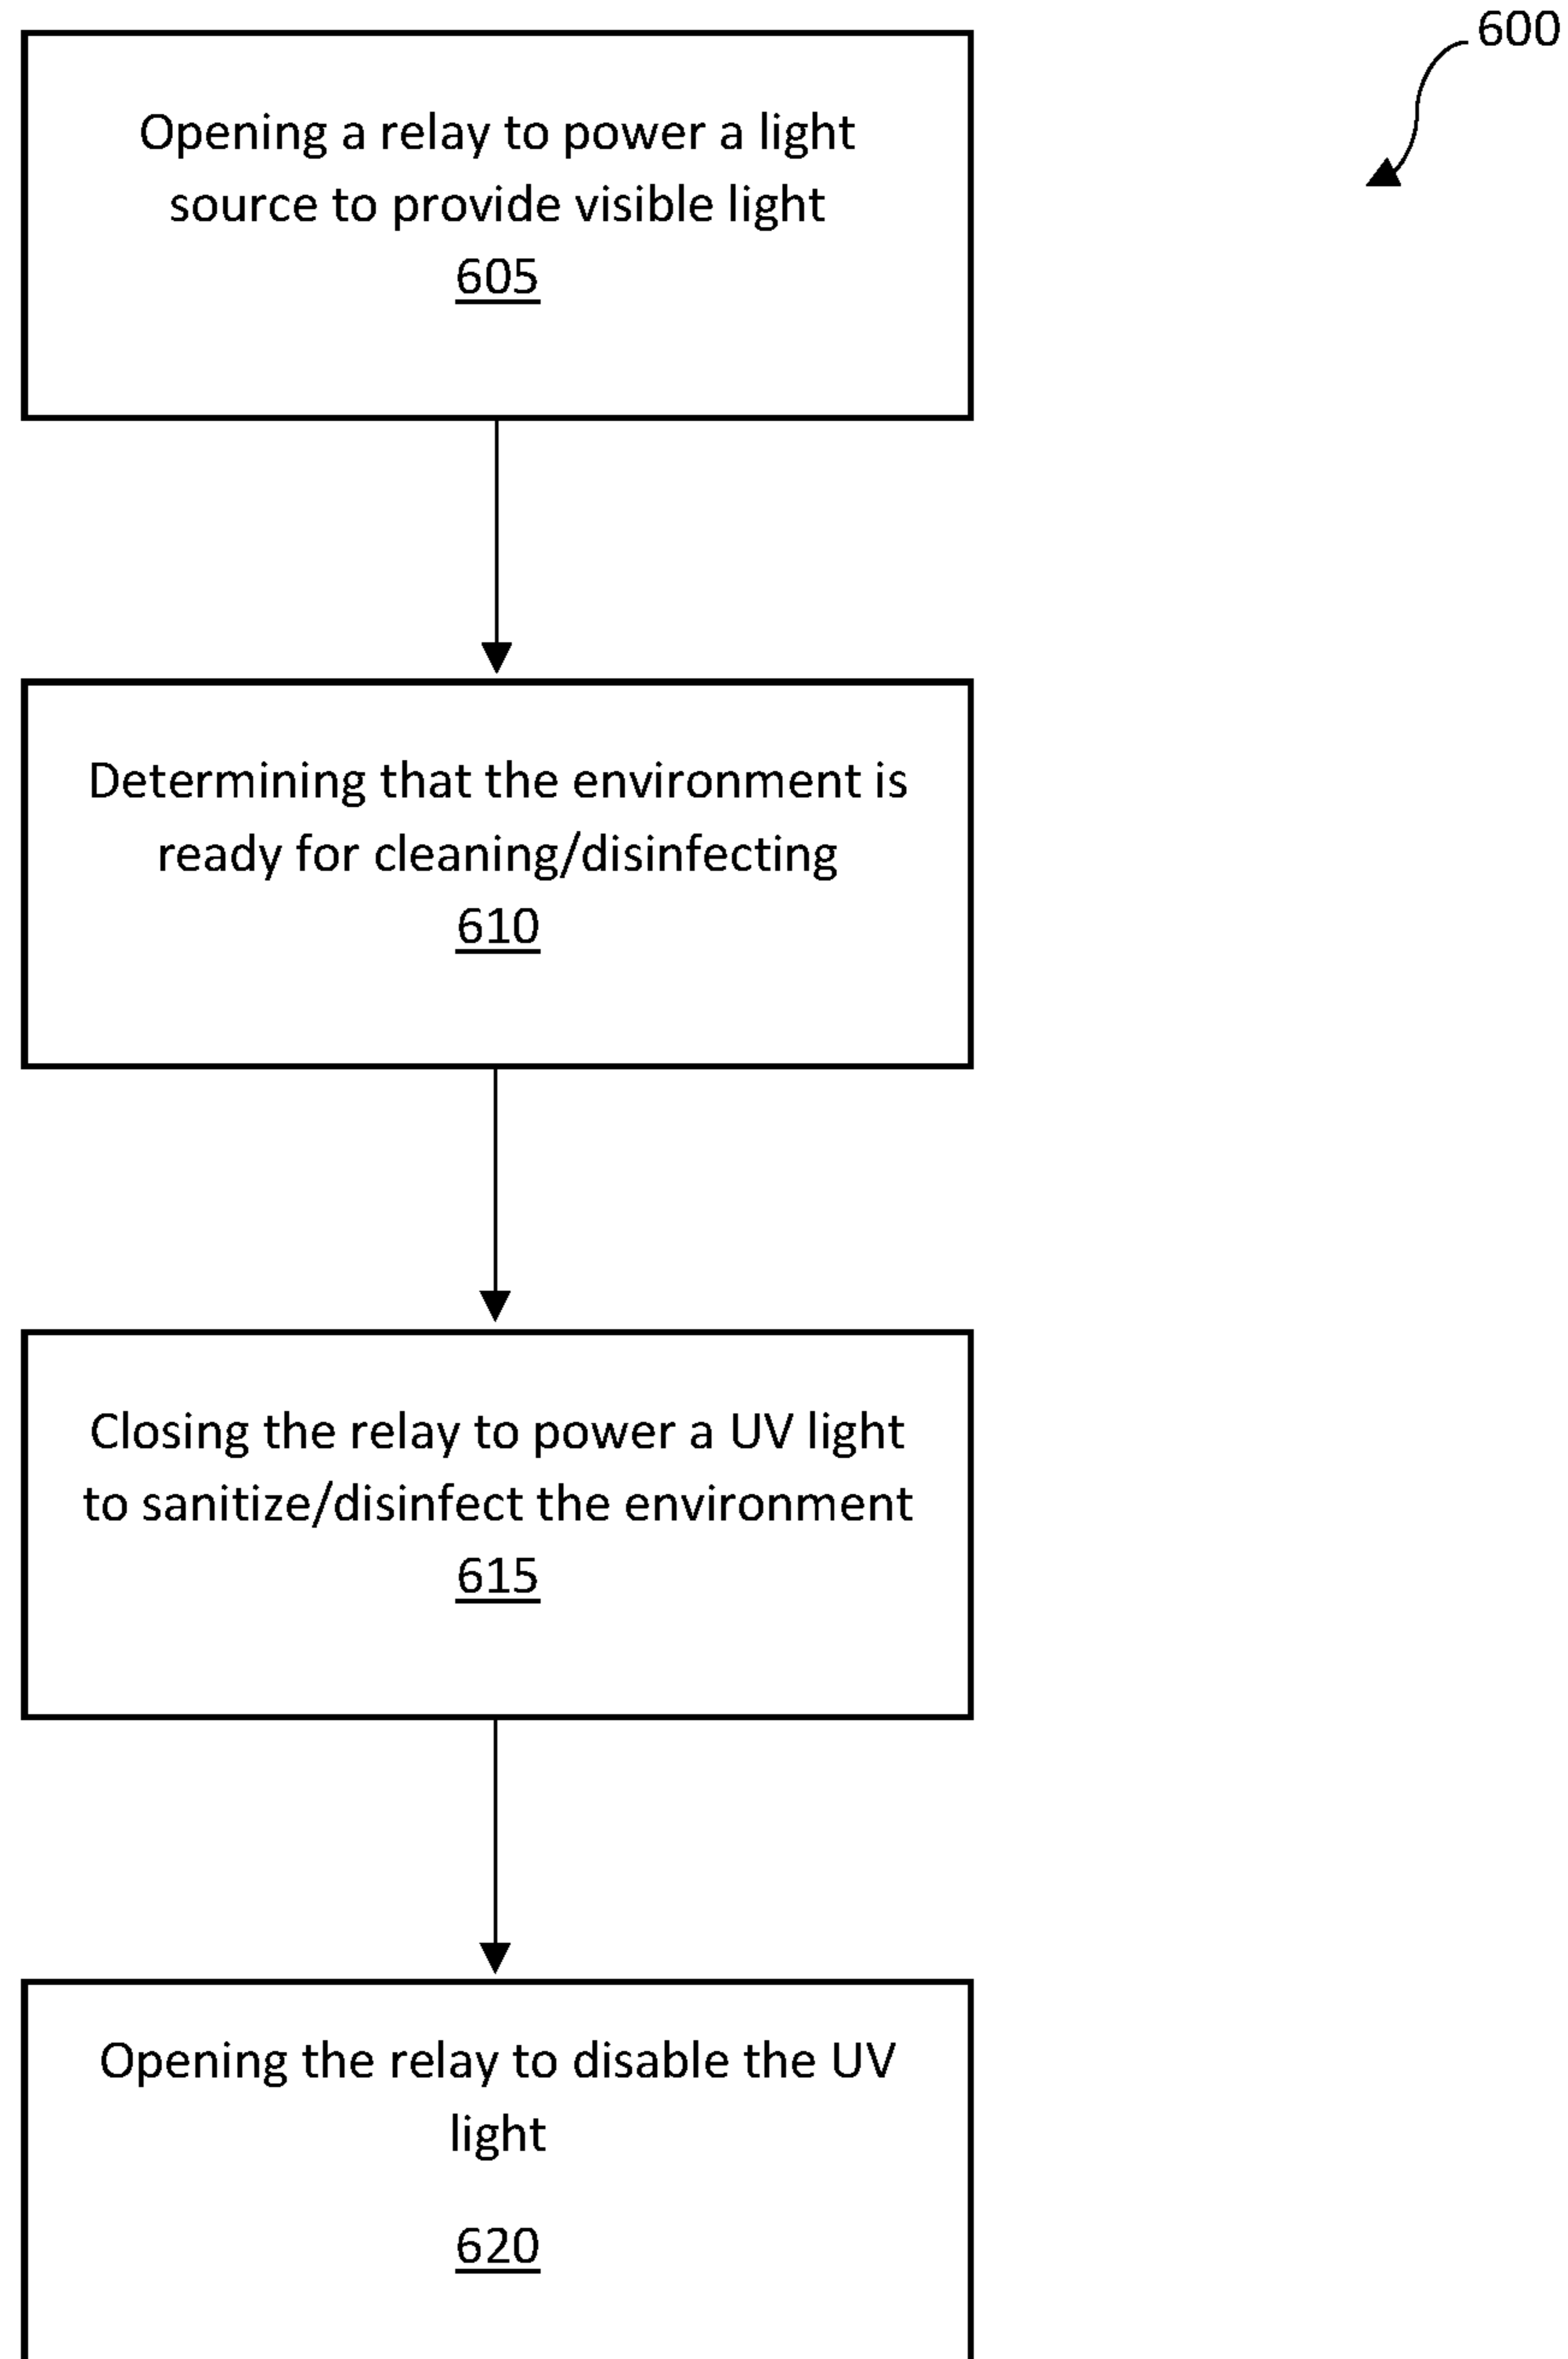 600
Opening a relay to power a light
source to provide visible light
605
Determining that the environment is
ready for cleaning/disinfecting
610
Closing the relay to power a UV light
to sanitize/disinfect the environment
615
Opening the relay to disable the UV
light
620